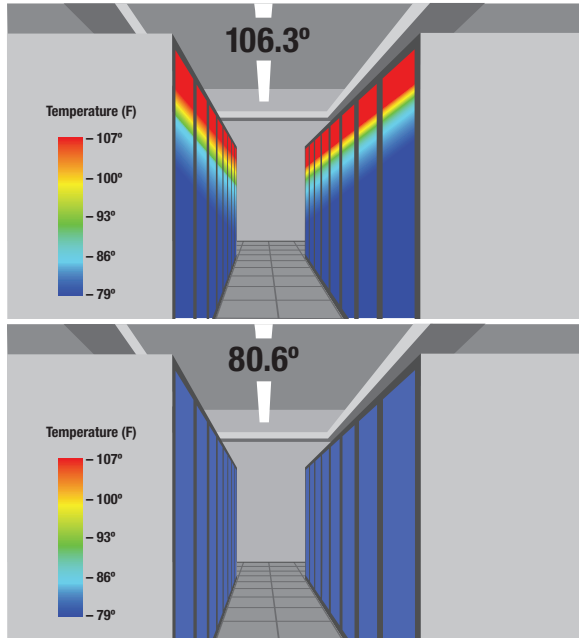 106.3º
Temperature (F)
– 107º
– 100º
– 93º
– 86º
– 79º
80.6º
Temperature (F)
– 107º
– 100º
– 93º
– 86º
– 79º